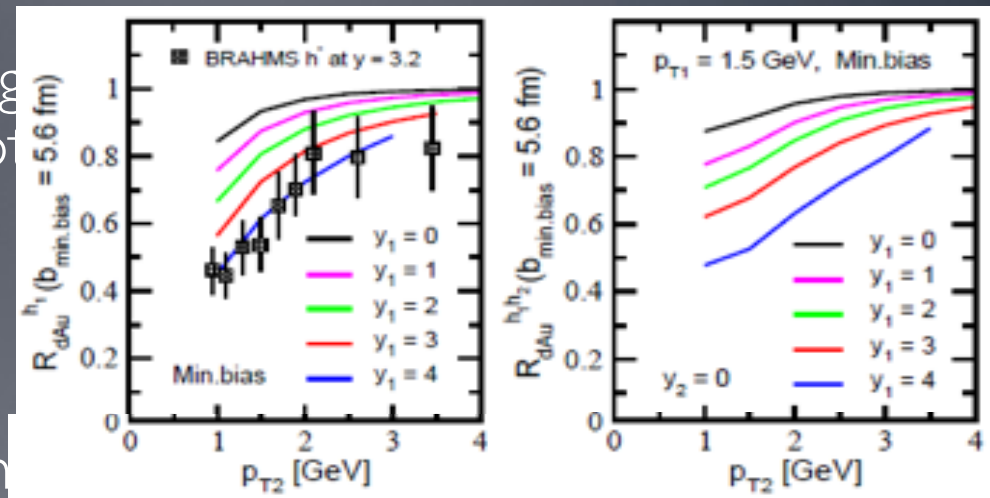 g
BRAHMS h⁻ at y = 3.2
R_dAu^h₁ (b_min.bias = 5.6 fm)
1
0.8
0.6
0.4
0.2
0
y₁ = 0
y₁ = 1
y₁ = 2
y₁ = 3
y₁ = 4
Min.bias
0 1 2 3 4
p_T2 [GeV]
p_T1 = 1.5 GeV, Min.bias
R_dAu^h₁h₂ (b_min.bias = 5.6 fm)
1
0.8
0.6
0.4
0.2
0
y₁ = 0
y₁ = 1
y₁ = 2
y₁ = 3
y₁ = 4
y₂ = 0
0 1 2 3 4
p_T2 [GeV]